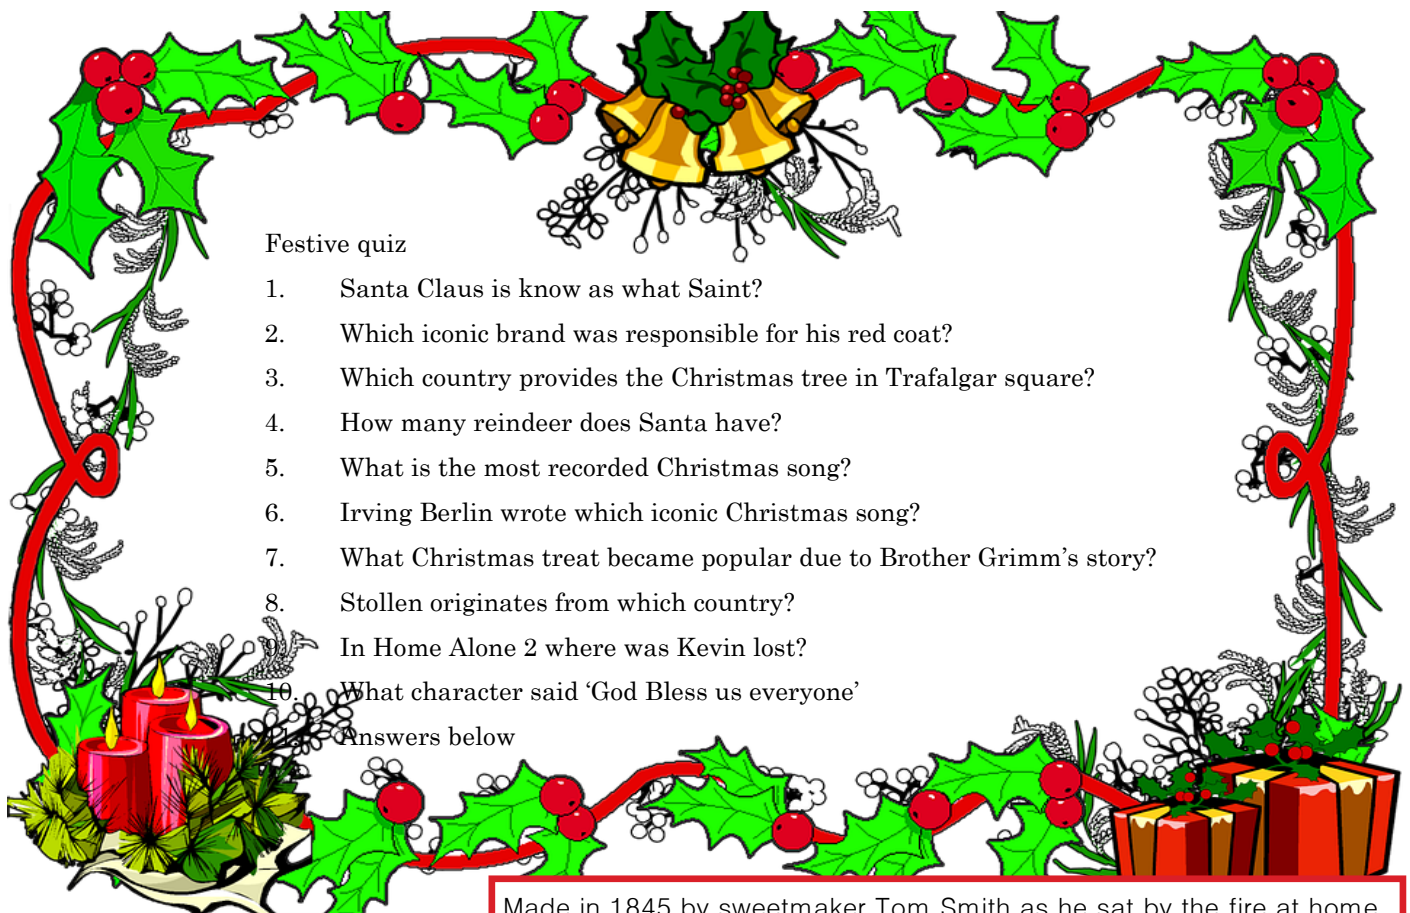 Festive quiz
1. Santa Claus is know as what Saint?
2. Which iconic brand was responsible for his red coat?
3. Which country provides the Christmas tree in Trafalgar square?
4. How many reindeer does Santa have?
5. What is the most recorded Christmas song?
6. Irving Berlin wrote which iconic Christmas song?
7. What Christmas treat became popular due to Brother Grimm’s story?
8. Stollen originates from which country?
9. In Home Alone 2 where was Kevin lost?
10. What character said ‘God Bless us everyone’
Answers below
Made in 1845 by sweetmaker Tom Smith as he sat by the fire at home